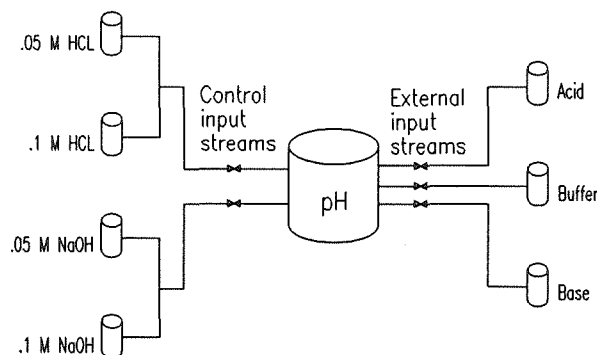 .05 M HCL
.1 M HCL
.05 M NaOH
.1 M NaOH
Control
input
streams
pH
External
input
streams
Acid
Buffer
Base